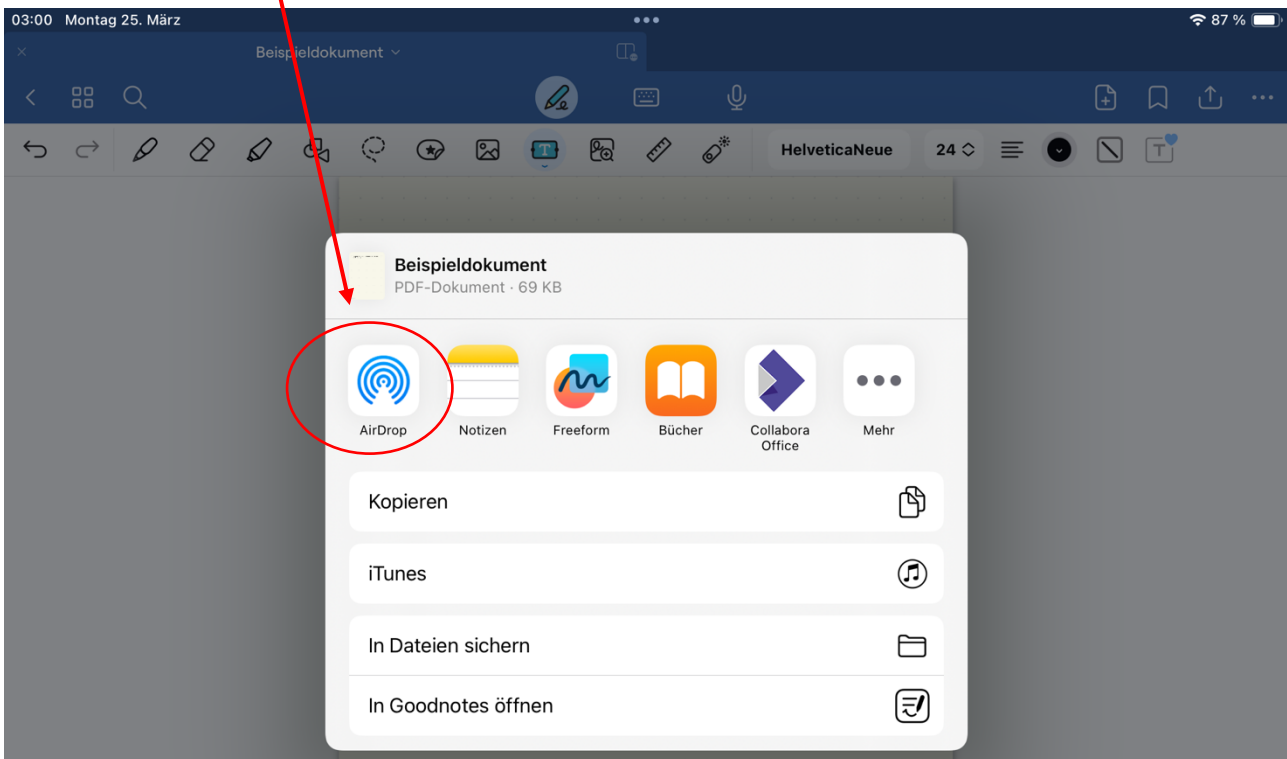 03:00 Montag 25. März
87 %
Beispieldokument
HelveticaNeue 24
Beispieldokument
PDF-Dokument · 69 KB
AirDrop Notizen Freeform Bücher Collabora Office Mehr
Kopieren
iTunes
In Dateien sichern
In Goodnotes öffnen